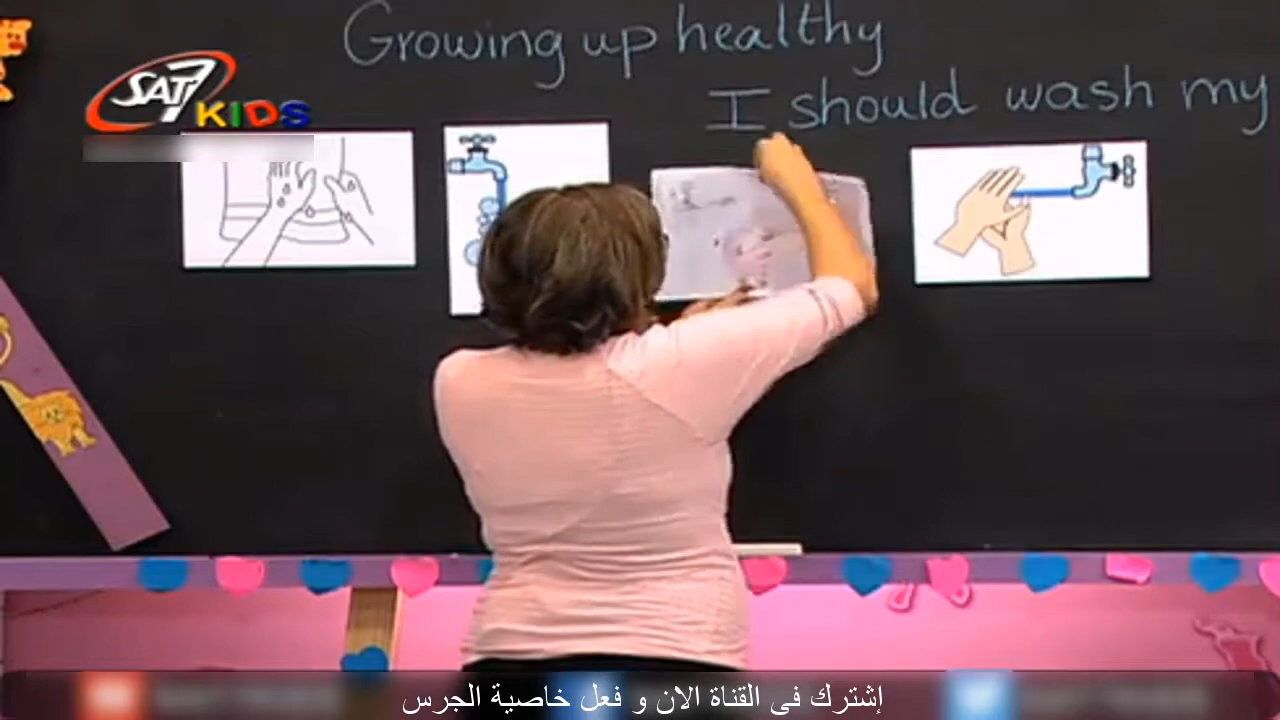 Growing up healthy
I should wash my
SAT7
KIDS
إشترك فى القناة الان و فعل خاصية الجرس